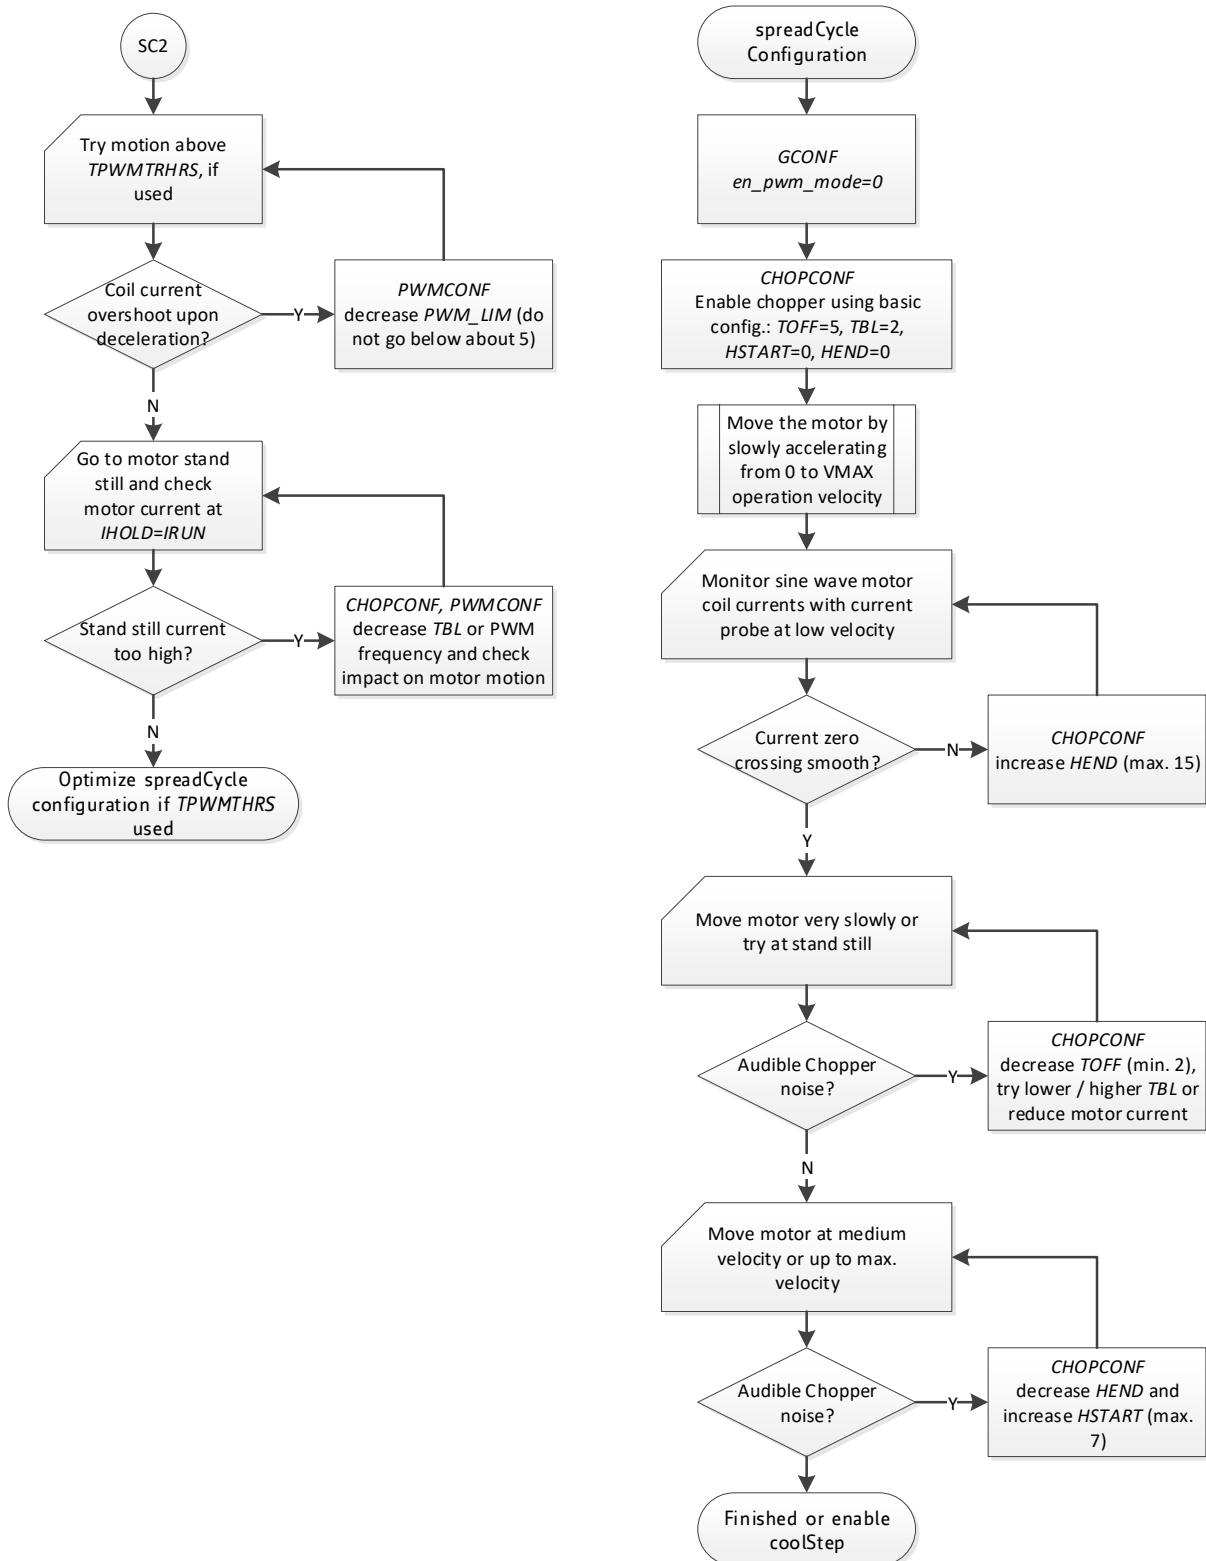 SC2
Try motion above
TPWMTRHRS, if
used
Coil current
overshoot upon
deceleration?
Y
PWMCONF
decrease PWM_LIM (do
not go below about 5)
N
Go to motor stand
still and check
motor current at
IHOLD=IRUN
Stand still current
too high?
Y
CHOPCONF, PWMCONF
decrease TBL or PWM
frequency and check
impact on motor motion
N
Optimize spreadCycle
configuration if TPWMTHRS
used
spreadCycle
Configuration
GCONF
en_pwm_mode=0
CHOPCONF
Enable chopper using basic
config.: TOFF=5, TBL=2,
HSTART=0, HEND=0
Move the motor by
slowly accelerating
from 0 to VMAX
operation velocity
Monitor sine wave motor
coil currents with current
probe at low velocity
Current zero
crossing smooth?
N
CHOPCONF
increase HEND (max. 15)
Y
Move motor very slowly or
try at stand still
Audible Chopper
noise?
Y
CHOPCONF
decrease TOFF (min. 2),
try lower / higher TBL or
reduce motor current
N
Move motor at medium
velocity or up to max.
velocity
Audible Chopper
noise?
Y
CHOPCONF
decrease HEND and
increase HSTART (max.
7)
Finished or enable
coolStep